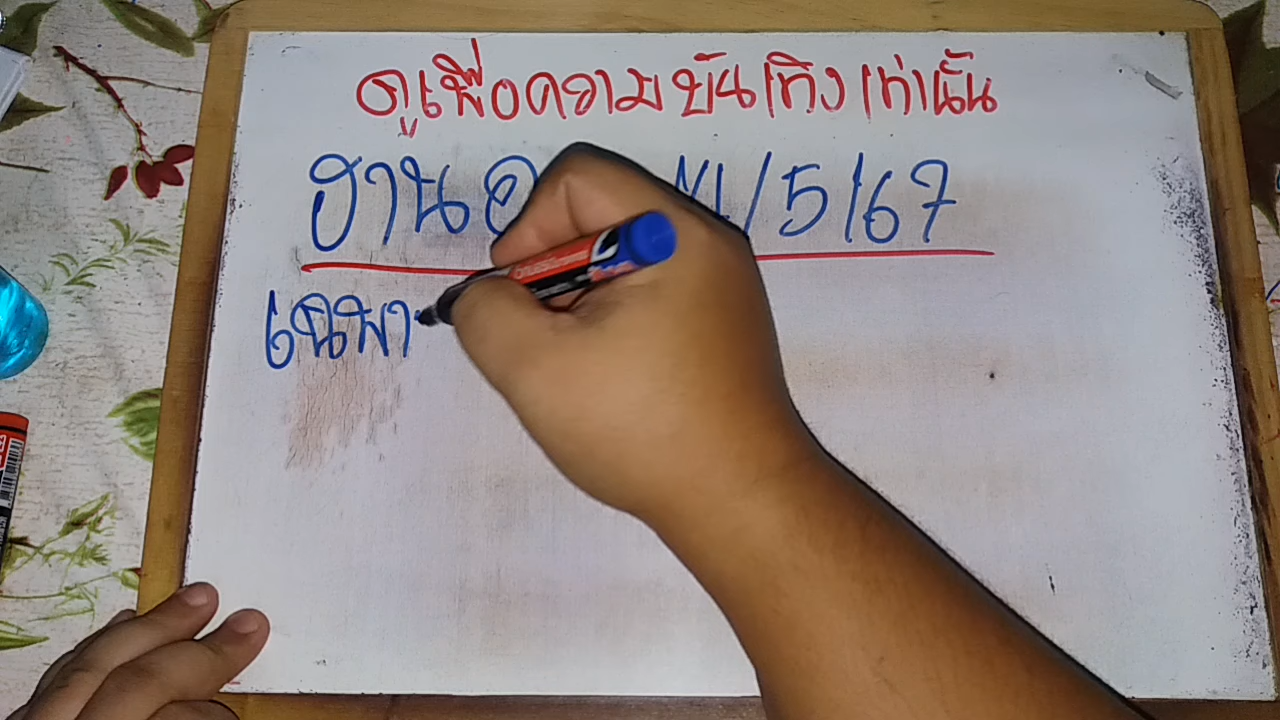 ดูเพื่อความบันเทิงเท่านั้น
ฮานอ /5/67
เฉพา